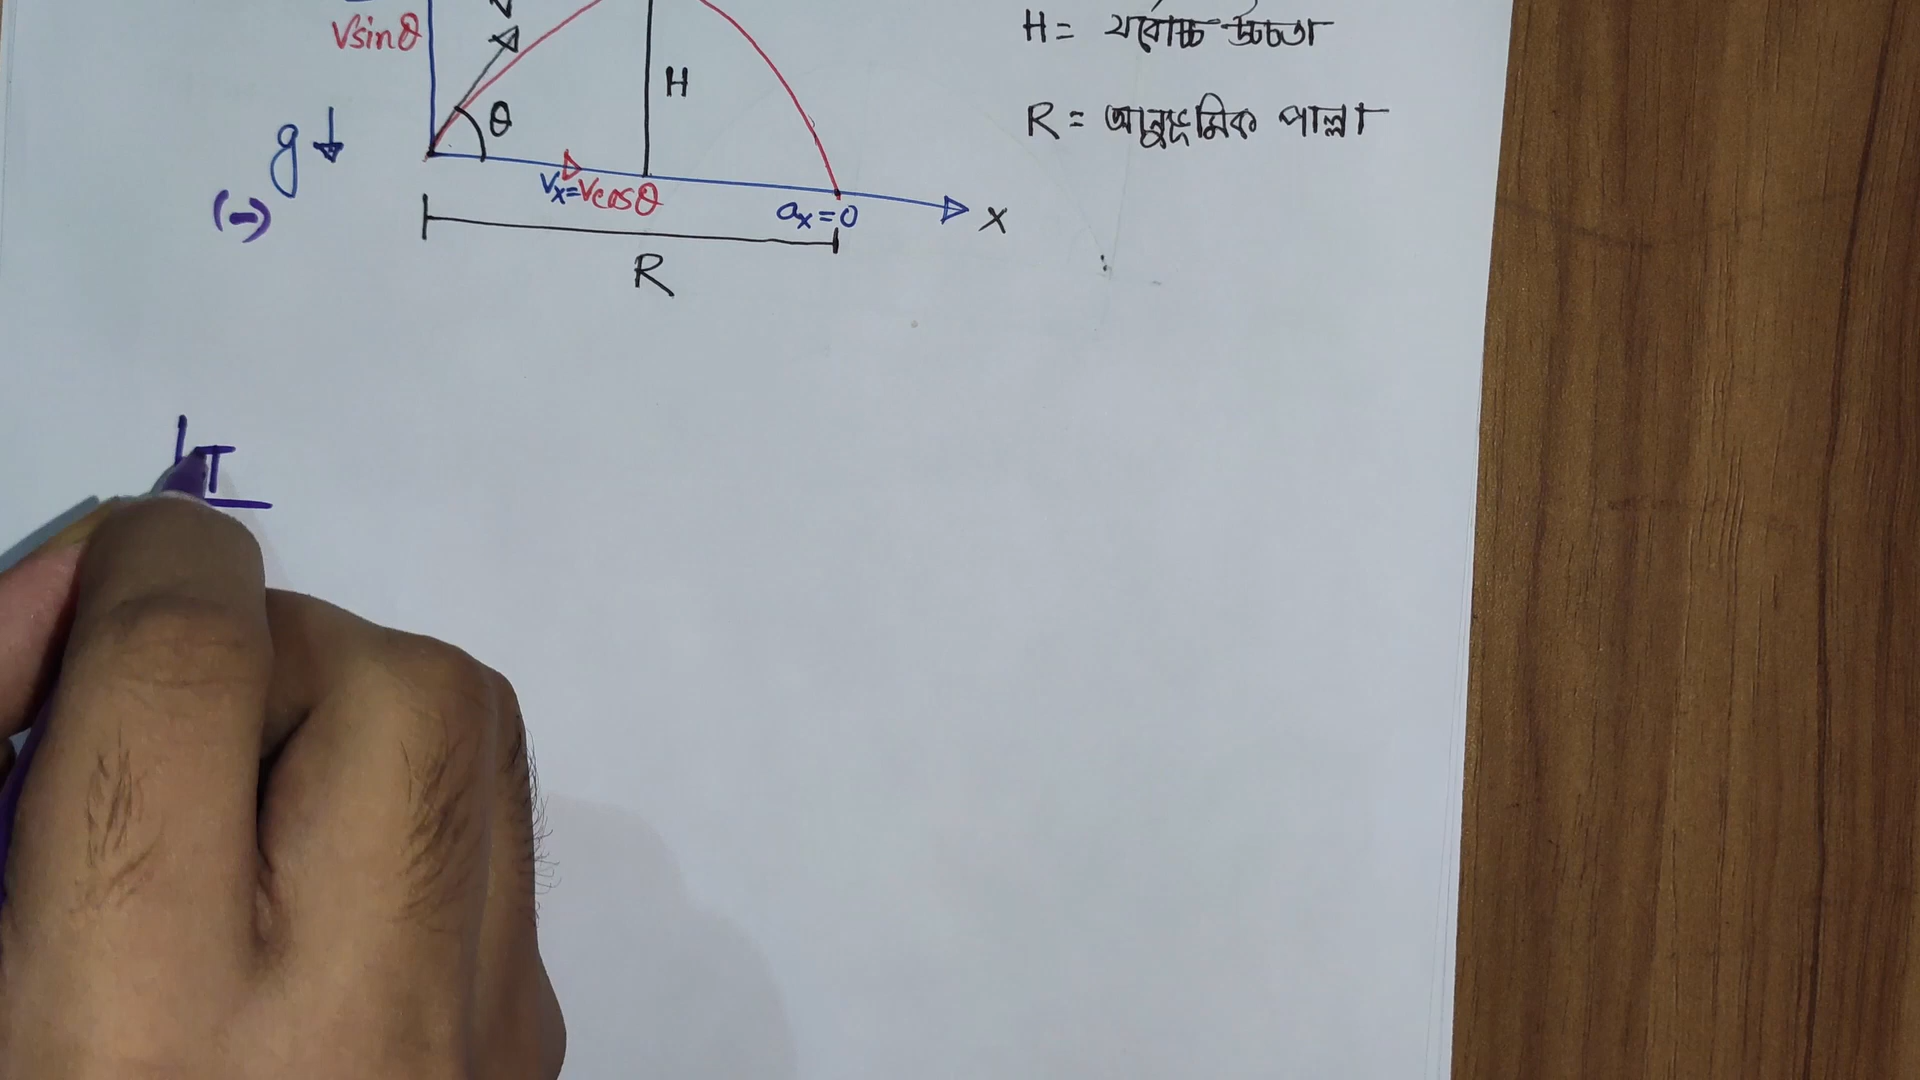 Vsinθ
H = সর্বোচ্চ উচ্চতা
H
θ
R = আনুভূমিক পাল্লা
g
(-)
Vx=Vcosθ
ax=0
x
R
T